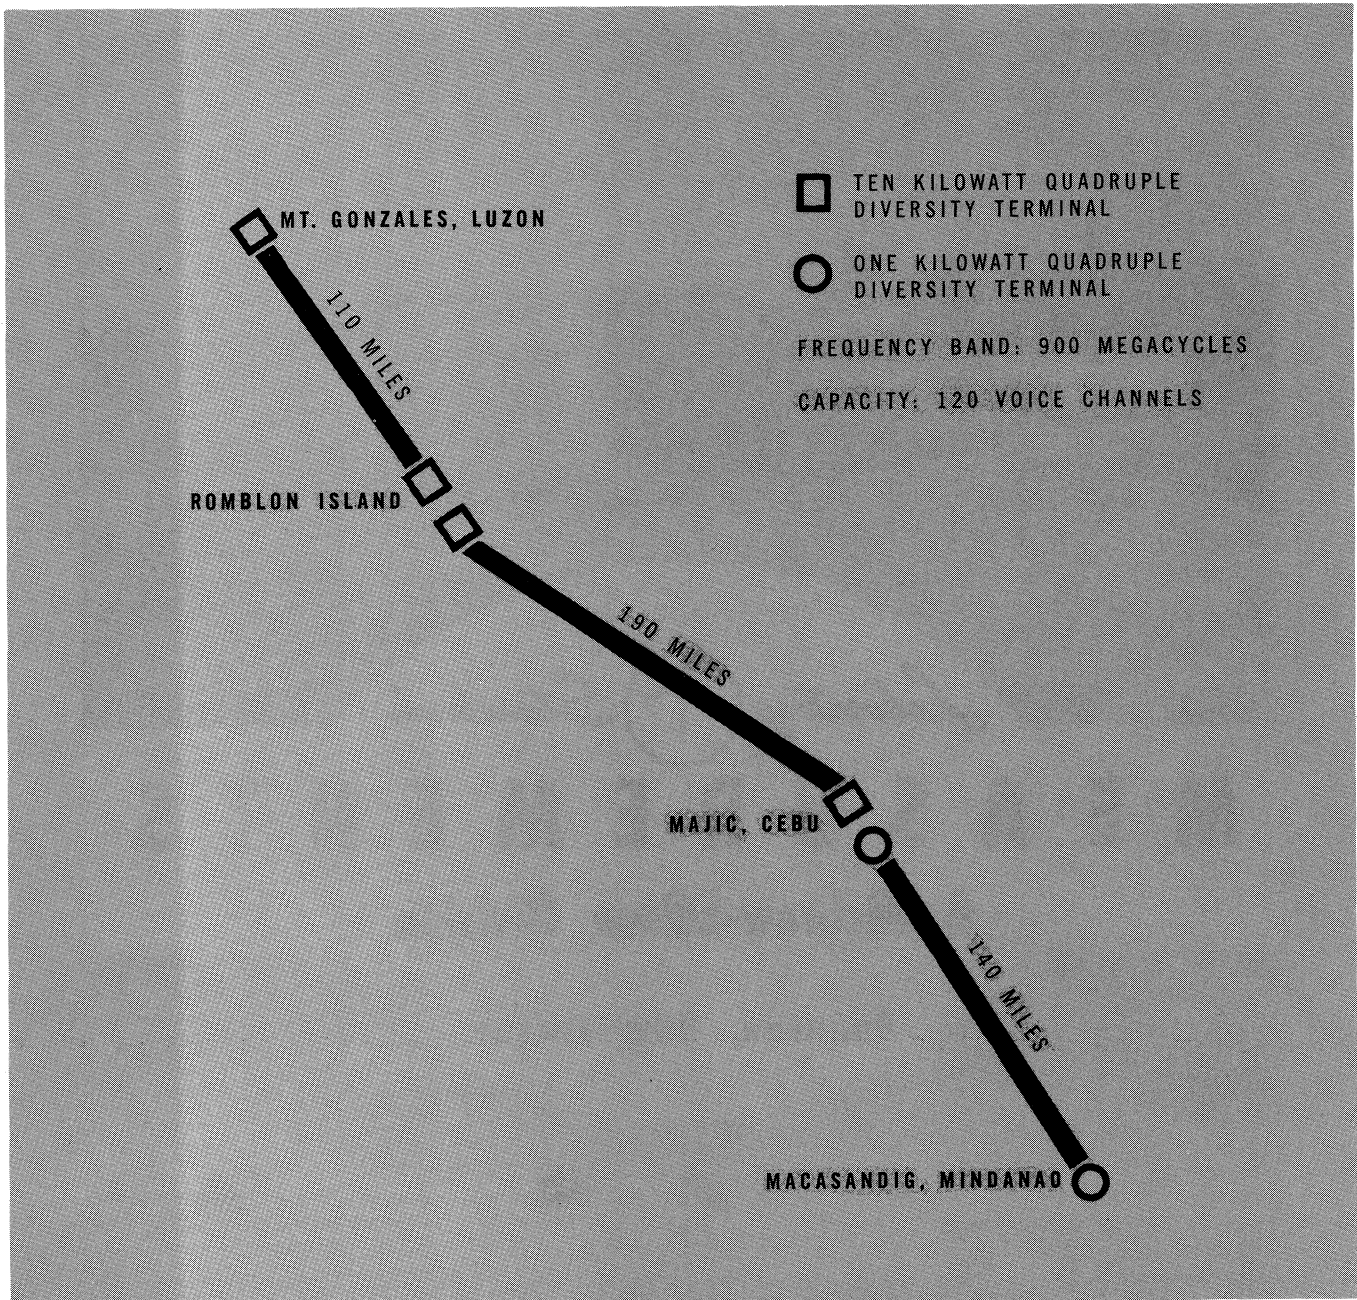 TEN KILOWATT QUADRUPLE
DIVERSITY TERMINAL
MT. GONZALES, LUZON
ONE KILOWATT QUADRUPLE
DIVERSITY TERMINAL
110 MILES
FREQUENCY BAND: 900 MEGACYCLES
CAPACITY: 120 VOICE CHANNELS
ROMBLON ISLAND
190 MILES
MAJIC, CEBU
140 MILES
MACASANDIG, MINDANAO